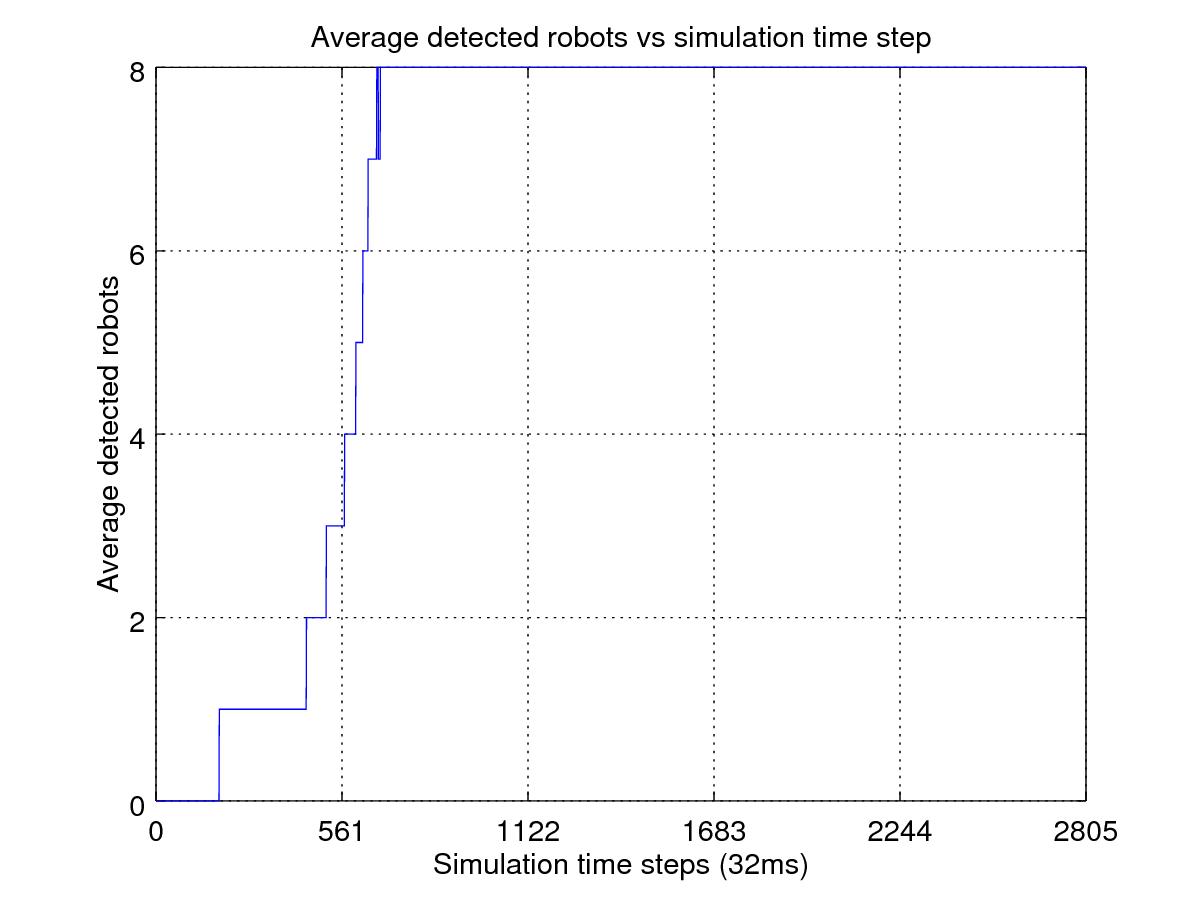 Average detected robots vs simulation time step
8
6
4
2
0
Average detected robots
0 561 1122 1683 2244 2805
Simulation time steps (32ms)